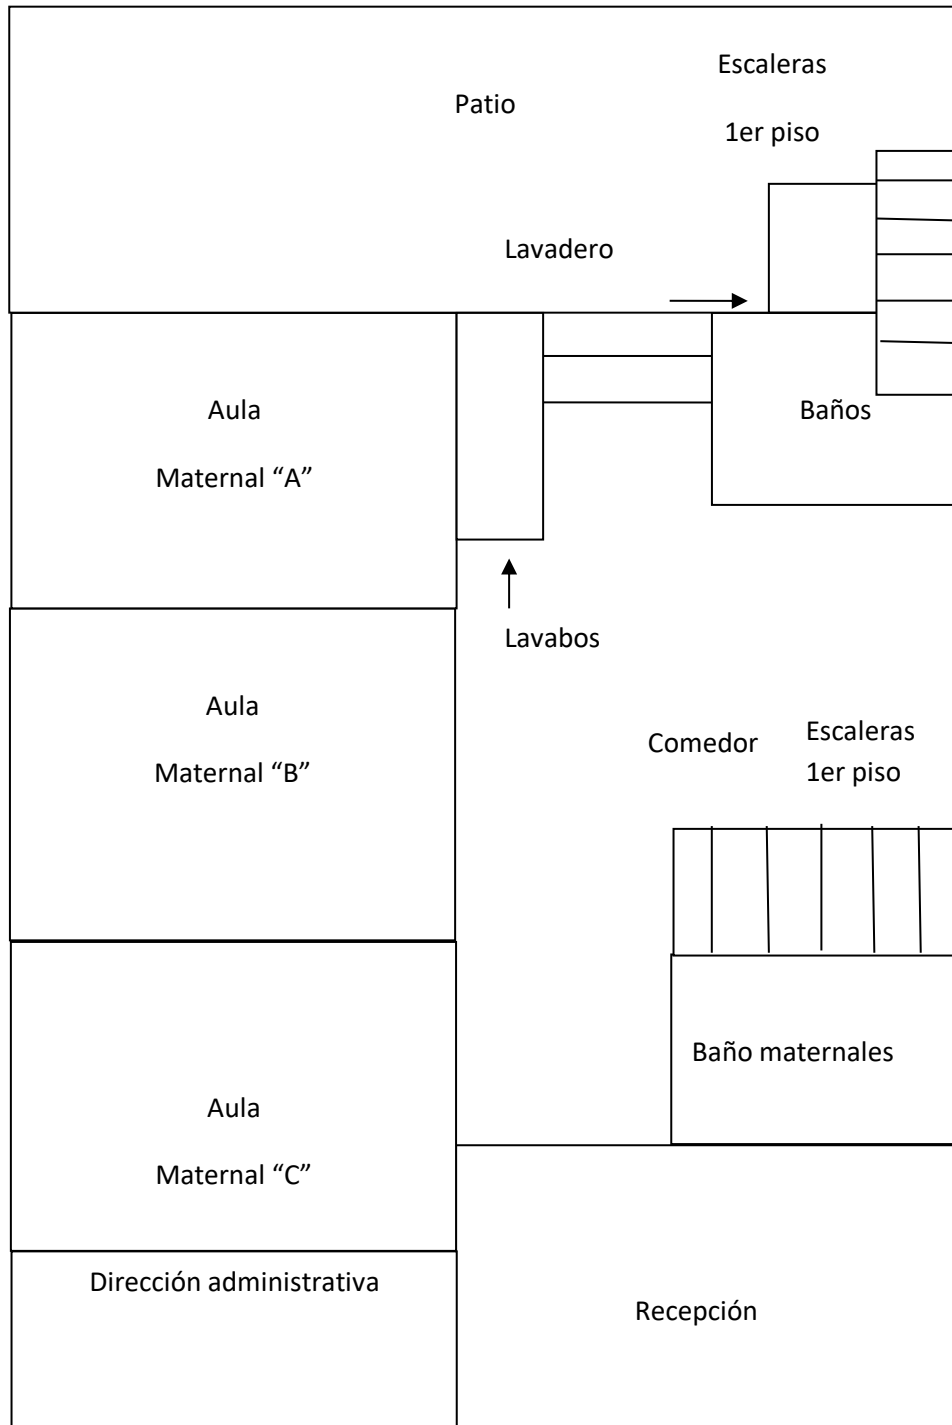 Escaleras
Patio
1er piso
Lavadero
Aula
Baños
Maternal “A”
Lavabos
Aula
Escaleras
Comedor
Maternal “B”
1er piso
Baño maternales
Aula
Maternal “C”
Dirección administrativa
Recepción